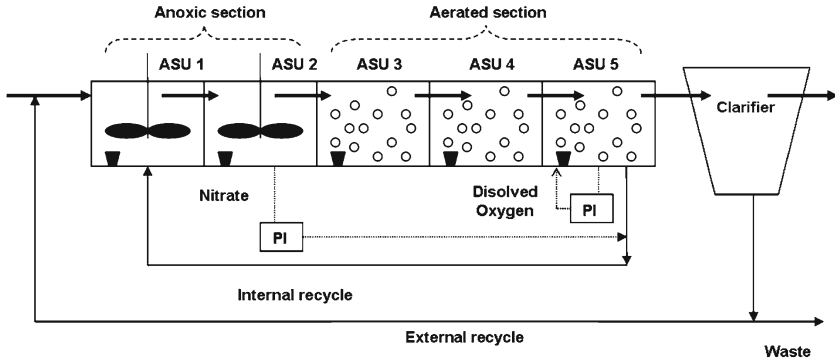 Anoxic section
Aerated section
ASU 1
ASU 2
ASU 3
ASU 4
ASU 5
Clarifier
Nitrate
Disolved
Oxygen
PI
PI
Internal recycle
External recycle
Waste